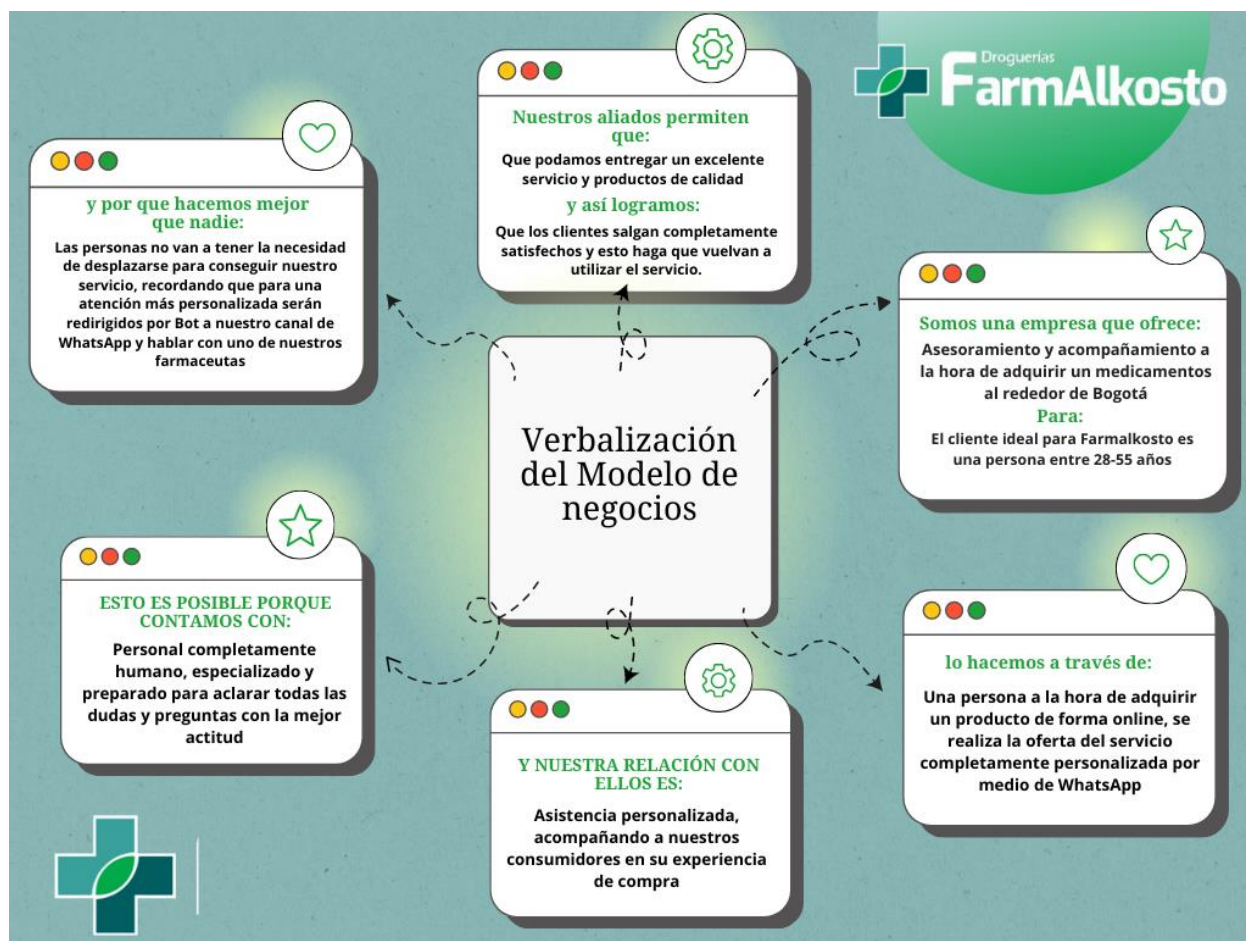 Droguerías
FarmAlkosto
Nuestros aliados permiten
que:
Que podamos entregar un excelente
servicio y productos de calidad
y así logramos:
Que los clientes salgan completamente
satisfechos y esto haga que vuelvan a
utilizar el servicio.
y por que hacemos mejor
que nadie:
Las personas no van a tener la necesidad
de desplazarse para conseguir nuestro
servicio, recordando que para una
atención más personalizada serán
redirigidos por Bot a nuestro canal de
WhatsApp y hablar con uno de nuestros
farmaceutas
Somos una empresa que ofrece:
Asesoramiento y acompañamiento a
la hora de adquirir un medicamentos
al rededor de Bogotá
Para:
El cliente ideal para Farmalkosto es
una persona entre 28-55 años
Verbalización
del Modelo de
negocios
ESTO ES POSIBLE PORQUE
CONTAMOS CON:
Personal completamente
humano, especializado y
preparado para aclarar todas las
dudas y preguntas con la mejor
actitud
Y NUESTRA RELACIÓN CON
ELLOS ES:
Asistencia personalizada,
acompañando a nuestros
consumidores en su experiencia
de compra
lo hacemos a través de:
Una persona a la hora de adquirir
un producto de forma online, se
realiza la oferta del servicio
completamente personalizada por
medio de WhatsApp